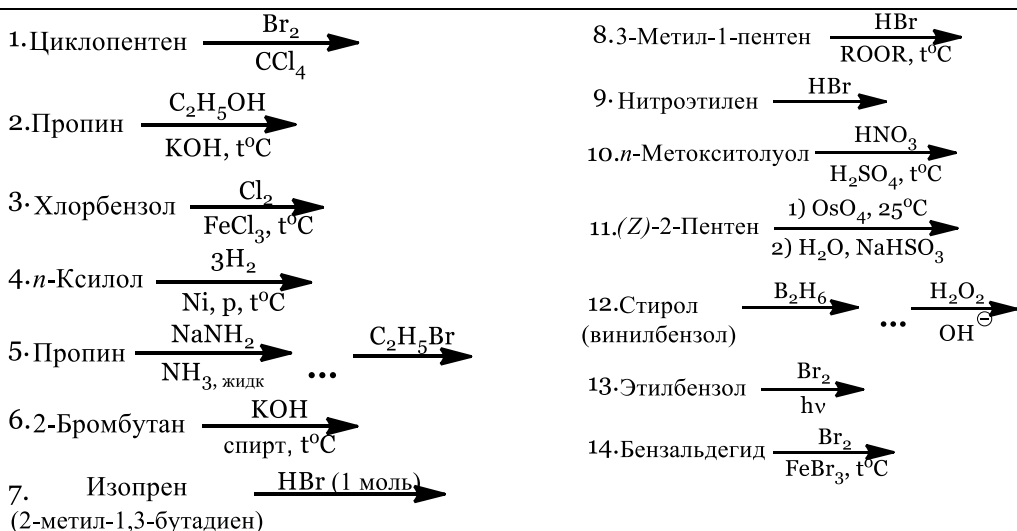 1.Циклопентен Br2
CCl4
2.Пропин C2H5OH
KOH, t°C
3.Хлорбензол Cl2
FeCl3, t°C
4.n-Ксилол 3H2
Ni, p, t°C
5.Пропин NaNH2 ... C2H5Br
NH3, жидк
6.2-Бромбутан KOH
спирт, t°C
7. Изопрен HBr (1 моль)
(2-метил-1,3-бутадиен)
8.3-Метил-1-пентен HBr
ROOR, t°C
9. Нитроэтилен HBr
10.n-Метокситолуол HNO3
H2SO4, t°C
11.(Z)-2-Пентен 1) OsO4, 25°C
2) H2O, NaHSO3
12.Стирол B2H6 ... H2O2
(винилбензол) OH⊖
13.Этилбензол Br2
hν
14.Бензальдегид Br2
FeBr3, t°C